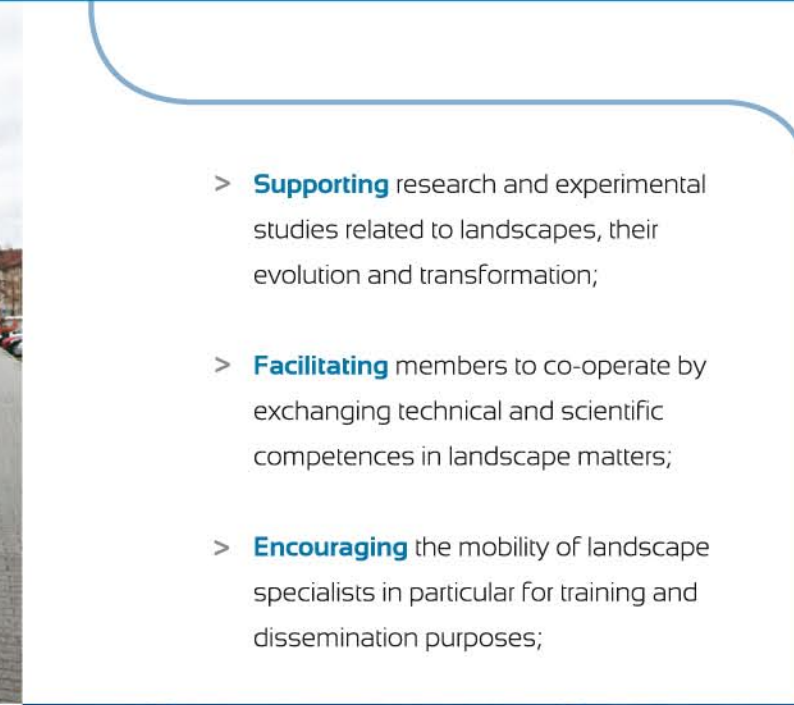 > Supporting research and experimental
studies related to landscapes, their
evolution and transformation;
> Facilitating members to co-operate by
exchanging technical and scientific
competences in landscape matters;
> Encouraging the mobility of landscape
specialists in particular for training and
dissemination purposes;